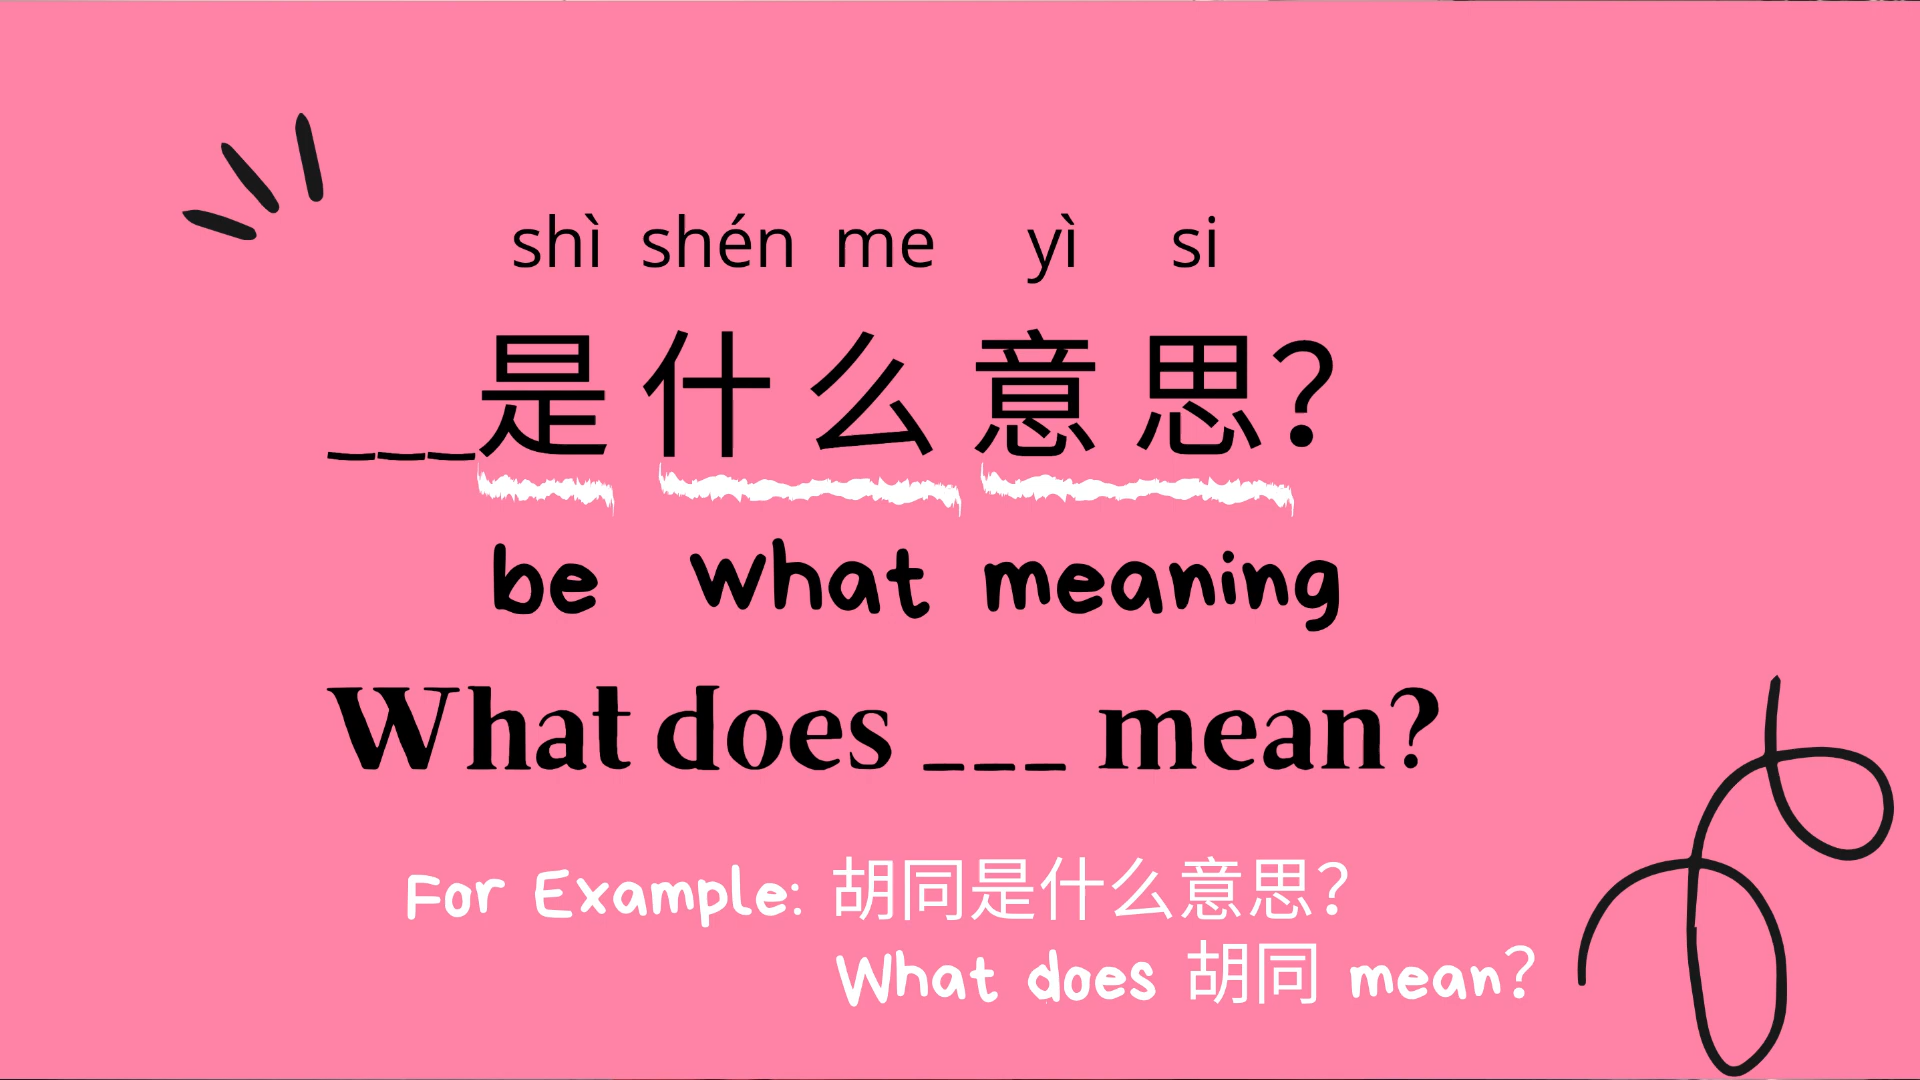 shì shén me yì si
___是什么意思?
be what meaning
What does ___ mean?
For Example: 胡同是什么意思?
What does 胡同 mean?